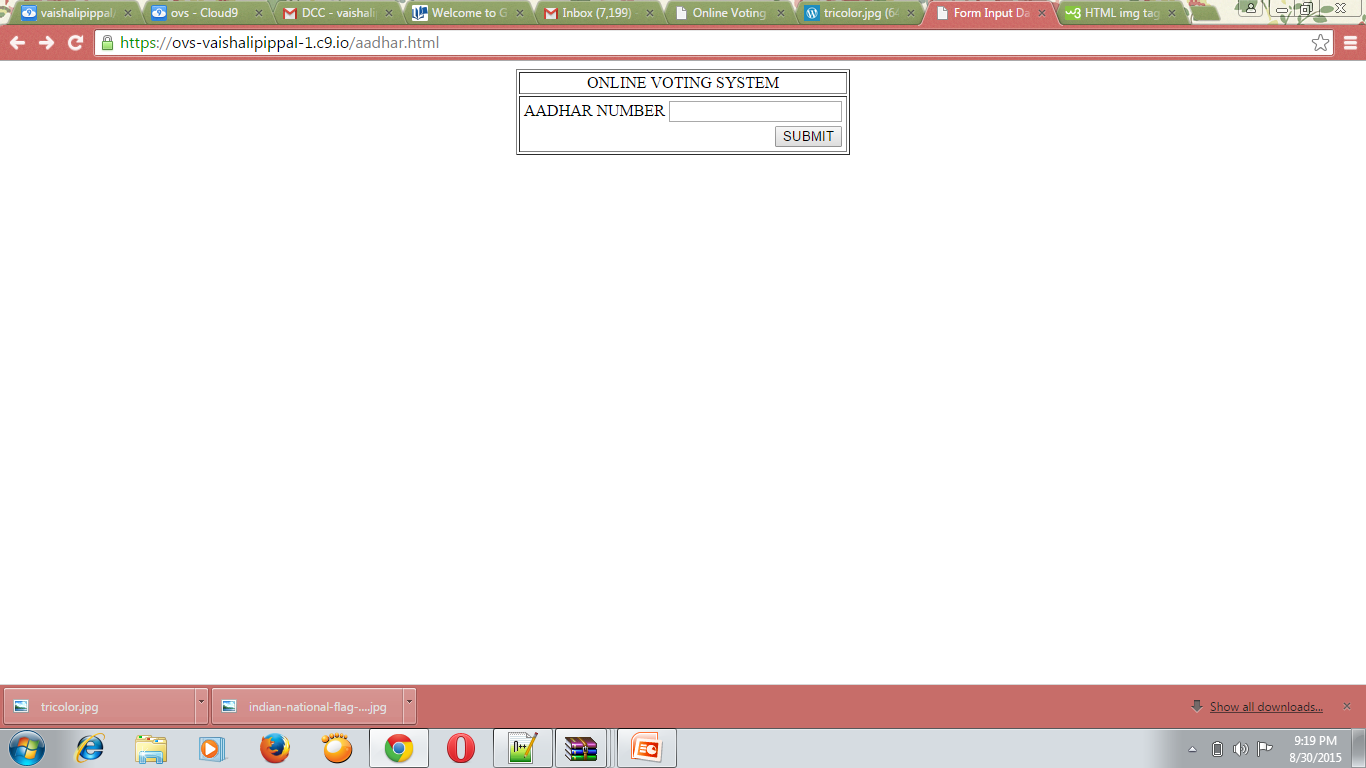 vaishalipippal
ovs - Cloud9
DCC - vaishali
Welcome to G
Inbox (7,199)
Online Voting
tricolor.jpg (64
Form Input Da
HTML img tag
https://ovs-vaishalipippal-1.c9.io/aadhar.html
ONLINE VOTING SYSTEM
AADHAR NUMBER
SUBMIT
tricolor.jpg
indian-national-flag-....jpg
Show all downloads...
9:19 PM
8/30/2015